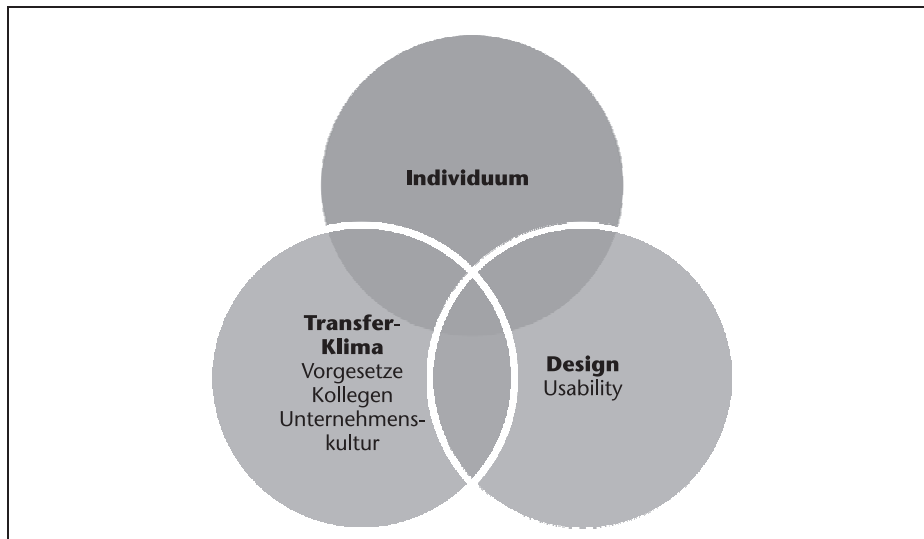 Individuum
Transfer-
Klima
Vorgesetze
Kollegen
Unternehmens-
kultur
Design
Usability